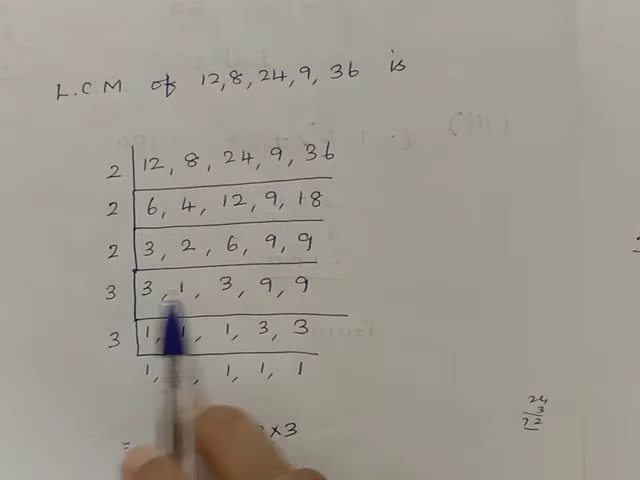 L.C.M of 12,8,24,9,36 is
2 12, 8, 24, 9, 36
2 6, 4, 12, 9, 18
2 3, 2, 6, 9, 9
3 3, 1, 3, 9, 9
3 1, 1, 1, 3, 3
1, , 1, 1, 1
= × 3
24
3
72